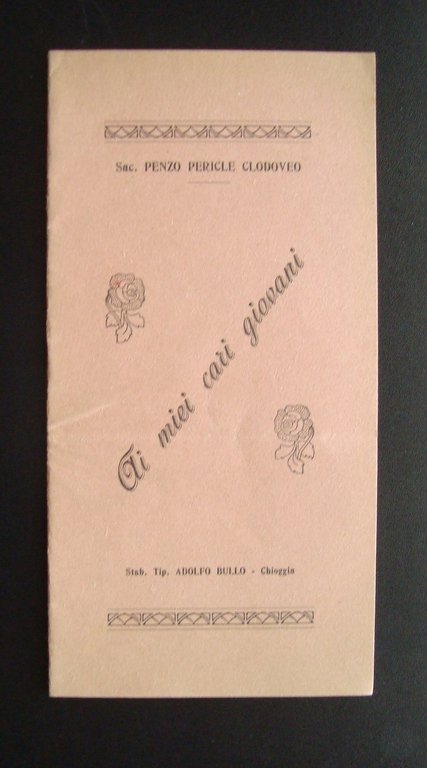 Sac. PENZO PERICLE CLODOVEO
Ai miei cari giovani
Stab. Tip. ADOLFO BULLO - Chioggia